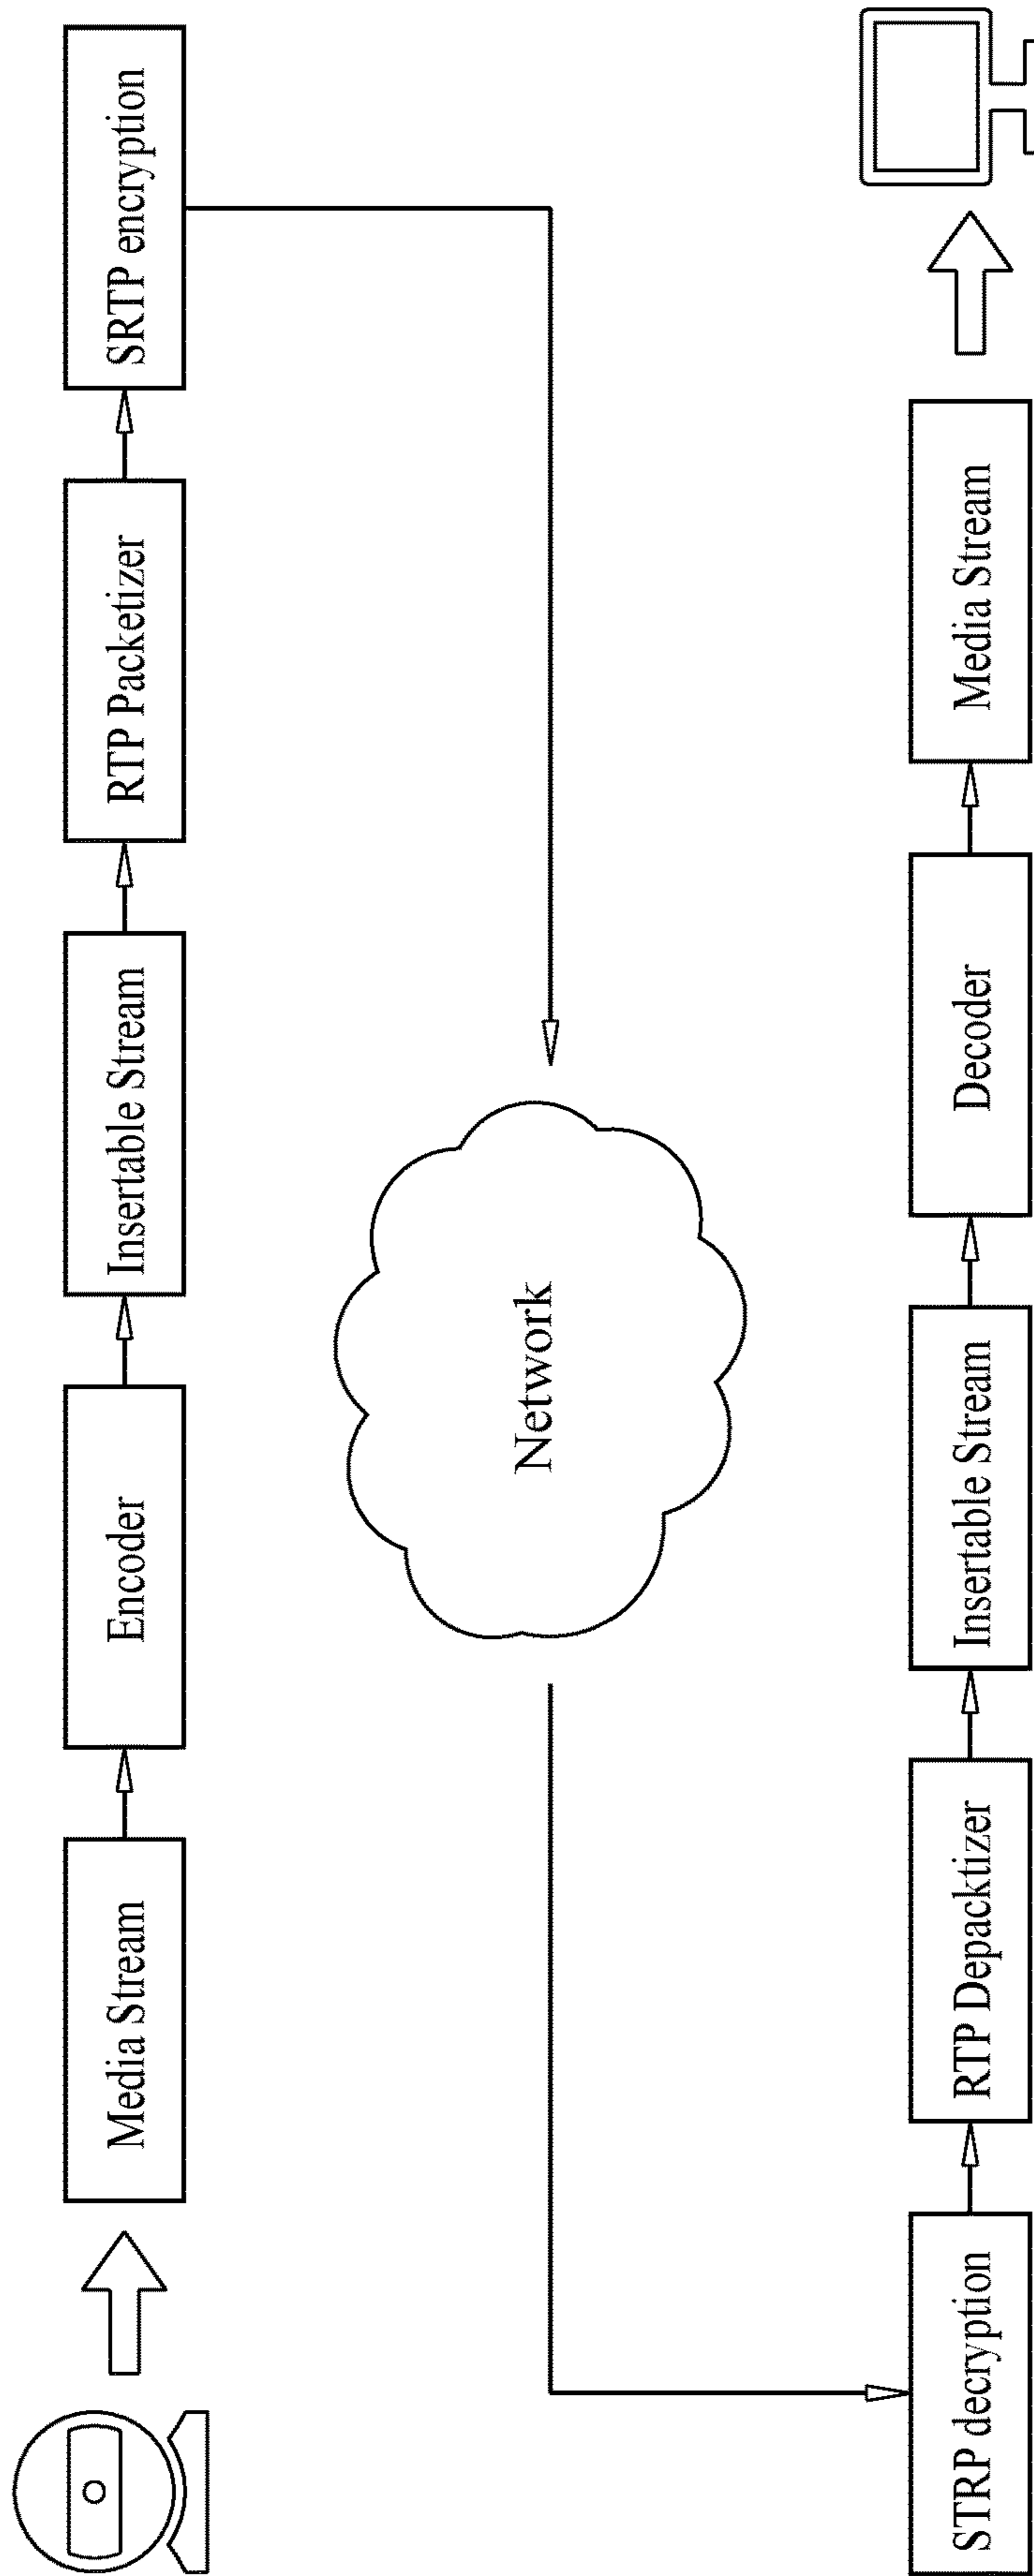 Media Stream
Encoder
Insertable Stream
RTP Packetizer
SRTP encryption
Network
STRP decryption
RTP Depacktizer
Insertable Stream
Decoder
Media Stream